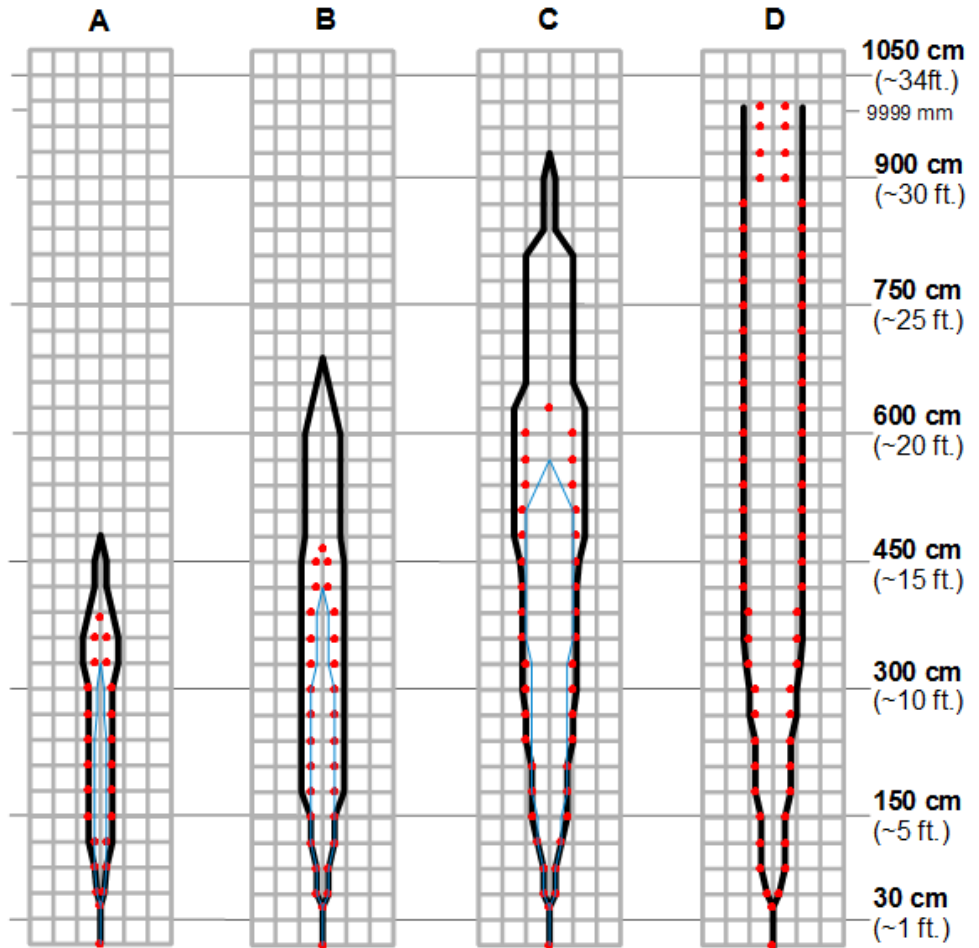 A
B
C
D
1050 cm
(~34ft.)
9999 mm
900 cm
(~30 ft.)
750 cm
(~25 ft.)
600 cm
(~20 ft.)
450 cm
(~15 ft.)
300 cm
(~10 ft.)
150 cm
(~5 ft.)
30 cm
(~1 ft.)